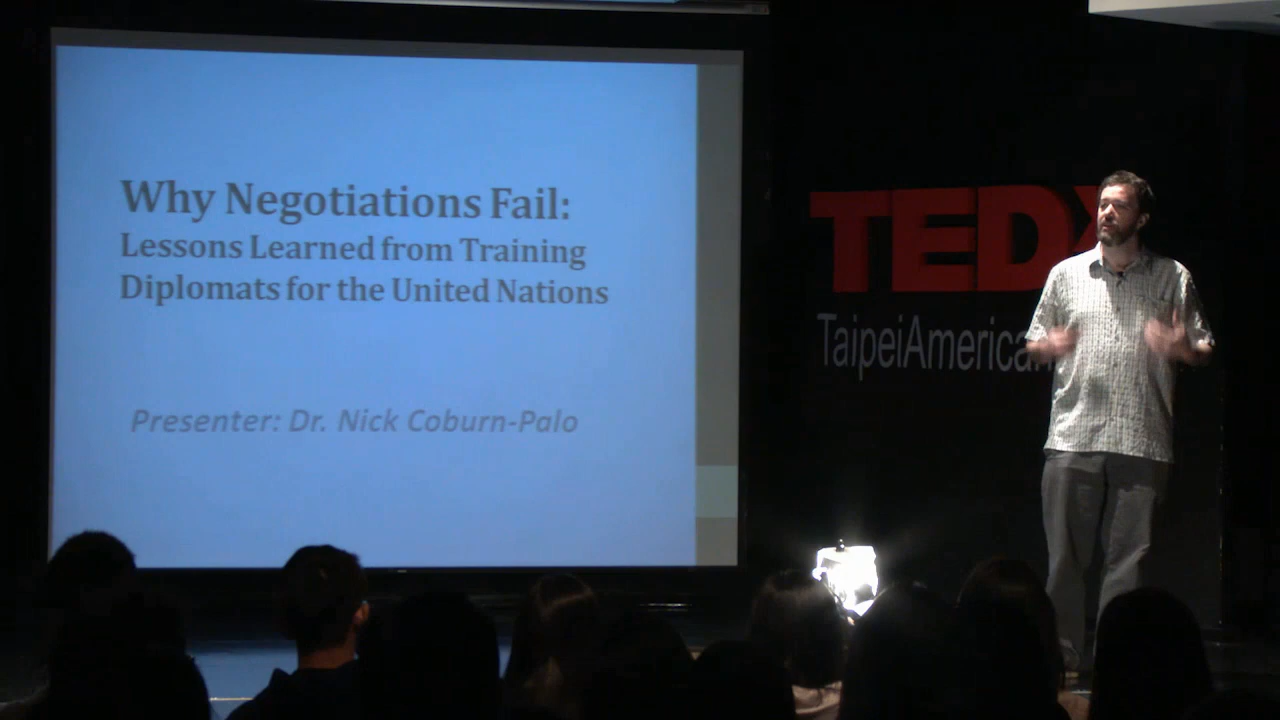 Why Negotiations Fail:
Lessons Learned from Training
Diplomats for the United Nations
Presenter: Dr. Nick Coburn-Palo
TEDX
TaipeiAmerican